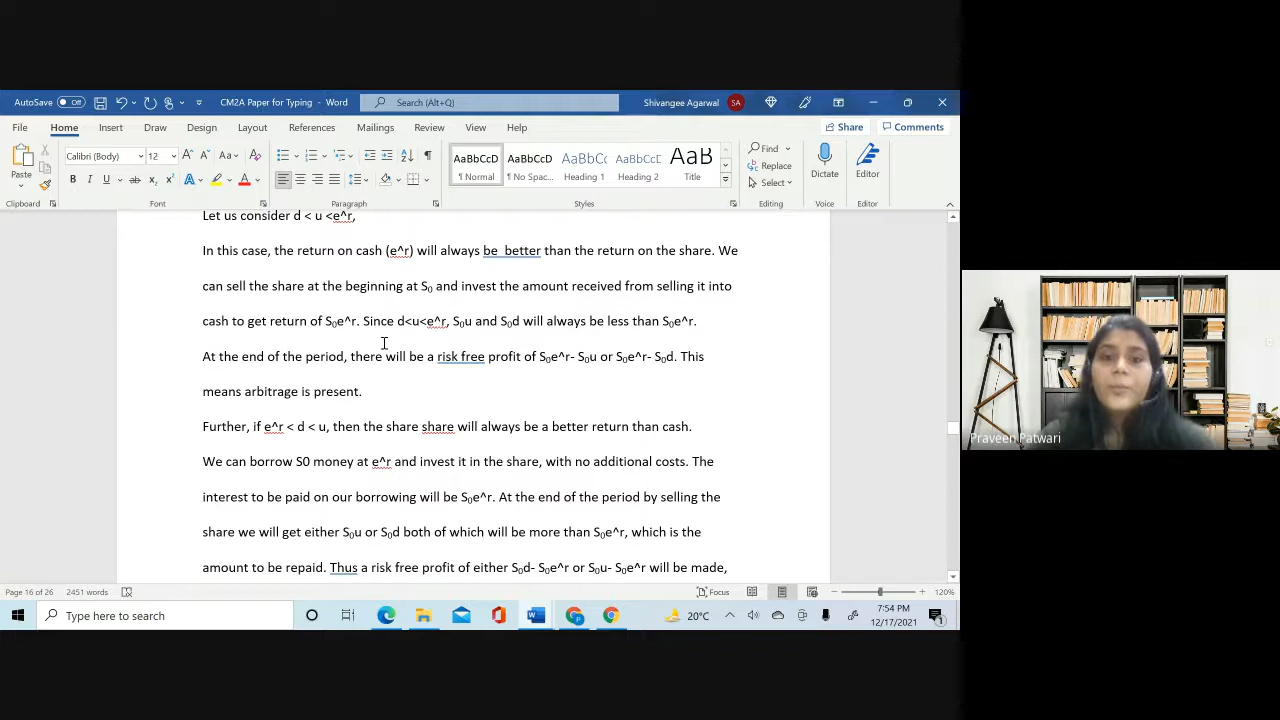 AutoSave Off CM2A Paper for Typing - Word Search (Alt+Q) Shivangee Agarwal SA
File Home Insert Draw Design Layout References Mailings Review View Help Share Comments
Paste Calibri (Body) 12 A^ Aˇ Aa AaBbCcD AaBbCcD AaBbCc AaBbCcD AaB Find Replace Select Dictate Editor
B I U ab x₂ x² A A ¶ Normal ¶ No Spac... Heading 1 Heading 2 Title
Clipboard Font Paragraph Styles Editing Voice Editor
Let us consider d < u <e^r,
In this case, the return on cash (e^r) will always be  better than the return on the share. We
can sell the share at the beginning at S₀ and invest the amount received from selling it into
cash to get return of S₀e^r. Since d<u<e^r, S₀u and S₀d will always be less than S₀e^r.
At the end of the period, there will be a risk free profit of S₀e^r- S₀u or S₀e^r- S₀d. This
means arbitrage is present.
Further, if e^r < d < u, then the share share will always be a better return than cash.
We can borrow S0 money at e^r and invest it in the share, with no additional costs. The
interest to be paid on our borrowing will be S₀e^r. At the end of the period by selling the
share we will get either S₀u or S₀d both of which will be more than S₀e^r, which is the
amount to be repaid. Thus a risk free profit of either S₀d- S₀e^r or S₀u- S₀e^r will be made,
Praveen Patwari
Page 16 of 26 2451 words Focus 120%
Type here to search 20°C 7:54 PM
12/17/2021